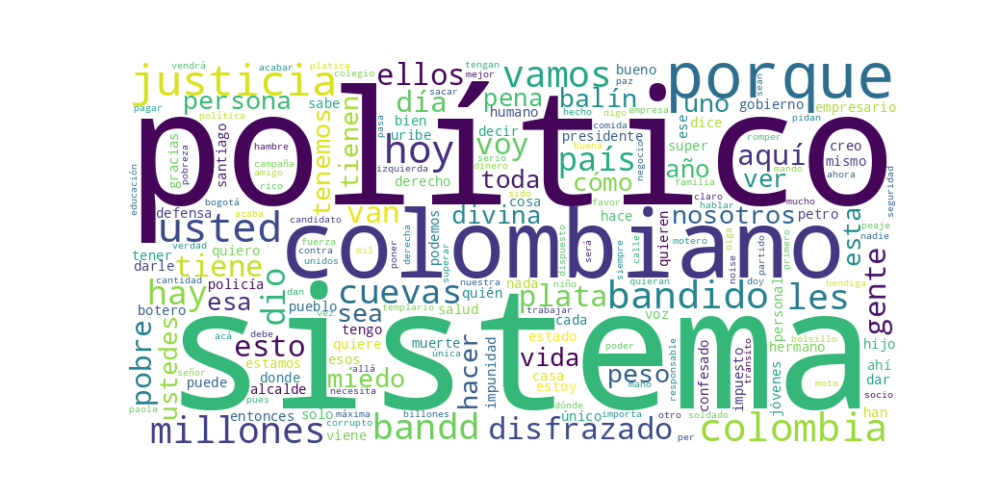 vendrá acabar platica tengan
justicia ellos vamos bueno porque
colegio mejor paz sean
pagar persona sabe día pena balín uno gobierno empresario
política bien sacar humano hecho empresa ese dice
político
gracias santiago hambre pobreza campaña amigo rico
tenemos tienen hoy uribe decir voy presidente país año super aquí creo
izquierda serio buena dinero digo negocio romper mando mismo
derecho toda cómo familia ver ahora
educación bogotá sido favor claro mucho seguridad
defensa acaba candidato van cosa divina hace nosotros petro esta peaje
usted colombiano
verdad fuerza derecha podemos quieren hablar motero nadie
tener quiero contra unidos poner superar dispuesto será siempre calle noise oiga partido primero
darle tiene mil niño quieran doy bendiga
cantidad policía dan nuestra nada
hay esa dio pueblo cuevas quién plata bandido les gente
botero vez sea templario salud trabajar cada voz personal bolsillo
sistema
pobre ustedes acá debe tengo única estado poder hermano hijo
esto quiere muerte impunidad vida confesado impuesto tránsito ahí
estamos esos casa mano responsable jóvenes
señor donde allá miedo hacer estoy peso moto dar
puede alcalde necesita socio
paola pues dónde han
entonces solo máxima billones único importa otro soldado
millones corrupto bandd disfrazado colombia
viene per
pasa